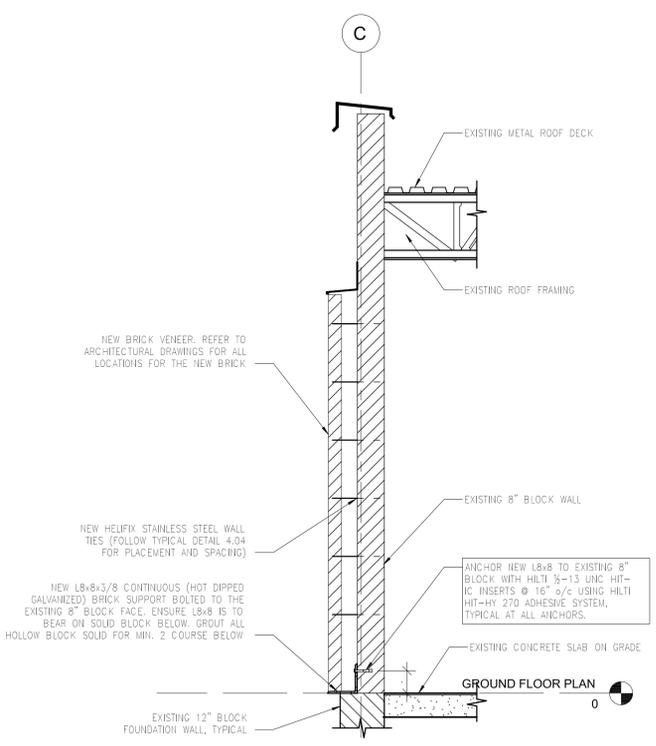 C
EXISTING METAL ROOF DECK
EXISTING ROOF FRAMING
NEW BRICK VENEER. REFER TO
ARCHITECTURAL DRAWINGS FOR ALL
LOCATIONS FOR THE NEW BRICK
EXISTING 8" BLOCK WALL
NEW HELIFIX STAINLESS STEEL WALL
TIES (FOLLOW TYPICAL DETAIL 4.04
FOR PLACEMENT AND SPACING)
ANCHOR NEW L8x8 TO EXISTING 8"
BLOCK WITH HILTI ½-13 UNC HIT-
IC INSERTS @ 16" o/c USING HILTI
HIT-HY 270 ADHESIVE SYSTEM,
TYPICAL AT ALL ANCHORS.
NEW L8x8x3/8 CONTINUOUS (HOT DIPPED
GALVANIZED) BRICK SUPPORT BOLTED TO THE
EXISTING 8" BLOCK FACE. ENSURE L8x8 IS TO
BEAR ON SOLID BLOCK BELOW. GROUT ALL
HOLLOW BLOCK SOLID FOR MIN. 2 COURSE BELOW
EXISTING CONCRETE SLAB ON GRADE
GROUND FLOOR PLAN
0
EXISTING 12" BLOCK
FOUNDATION WALL, TYPICAL